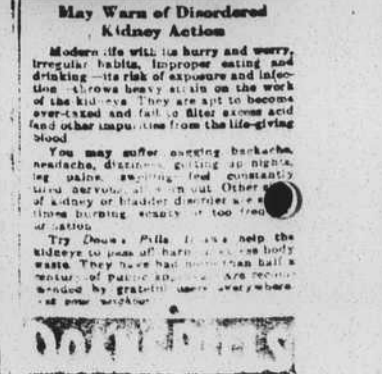 May Warn of Disordered
Kidney Action
Modern life with its hurry and worry,
irregular habits, improper eating and
drinking—its risk of exposure and infec-
tion—throws heavy strain on the work
of the kidneys. They are apt to become
over-taxed and fail to filter excess acid
and other impurities from the life-giving
blood
You may suffer nagging backache,
headache, dizziness, getting up nights,
leg pains, swelling—feel constantly
tired nervous, all worn out Other
of kidney or bladder disorder are
times burning, scanty or too
urination
Try Doan's Pills. Doan's help the
kidneys to pass off harmful excess body
waste. They have had more than half a
century of public Are recom-
mended by grateful users everywhere
your neighbor
DOAN'S PILLS